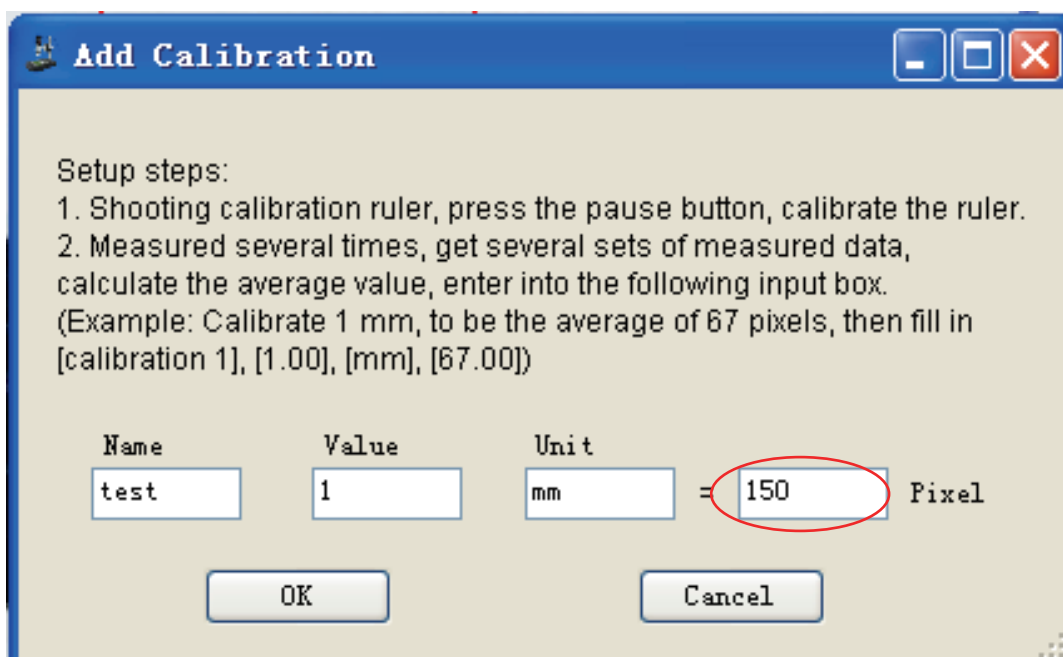 Add Calibration
Setup steps:
1. Shooting calibration ruler, press the pause button, calibrate the ruler.
2. Measured several times, get several sets of measured data,
calculate the average value, enter into the following input box.
(Example: Calibrate 1 mm, to be the average of 67 pixels, then fill in
[calibration 1], [1.00], [mm], [67.00])
Name Value Unit
test 1 mm = 150 Pixel
OK Cancel